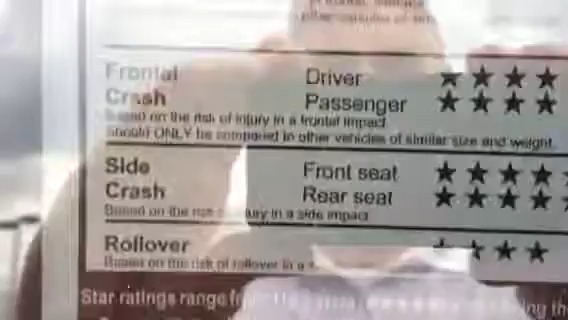 Frontal Driver ★★★★
Crash Passenger ★★★★
Based on the risk of injury in a frontal impact.
Should ONLY be compared to other vehicles of similar size and weight.
Side Front seat ★★★★
Crash Rear seat ★★★★
Based on the risk of injury in a side impact.
Rollover ★★★★
Based on the risk of rollover in a
Star ratings range from